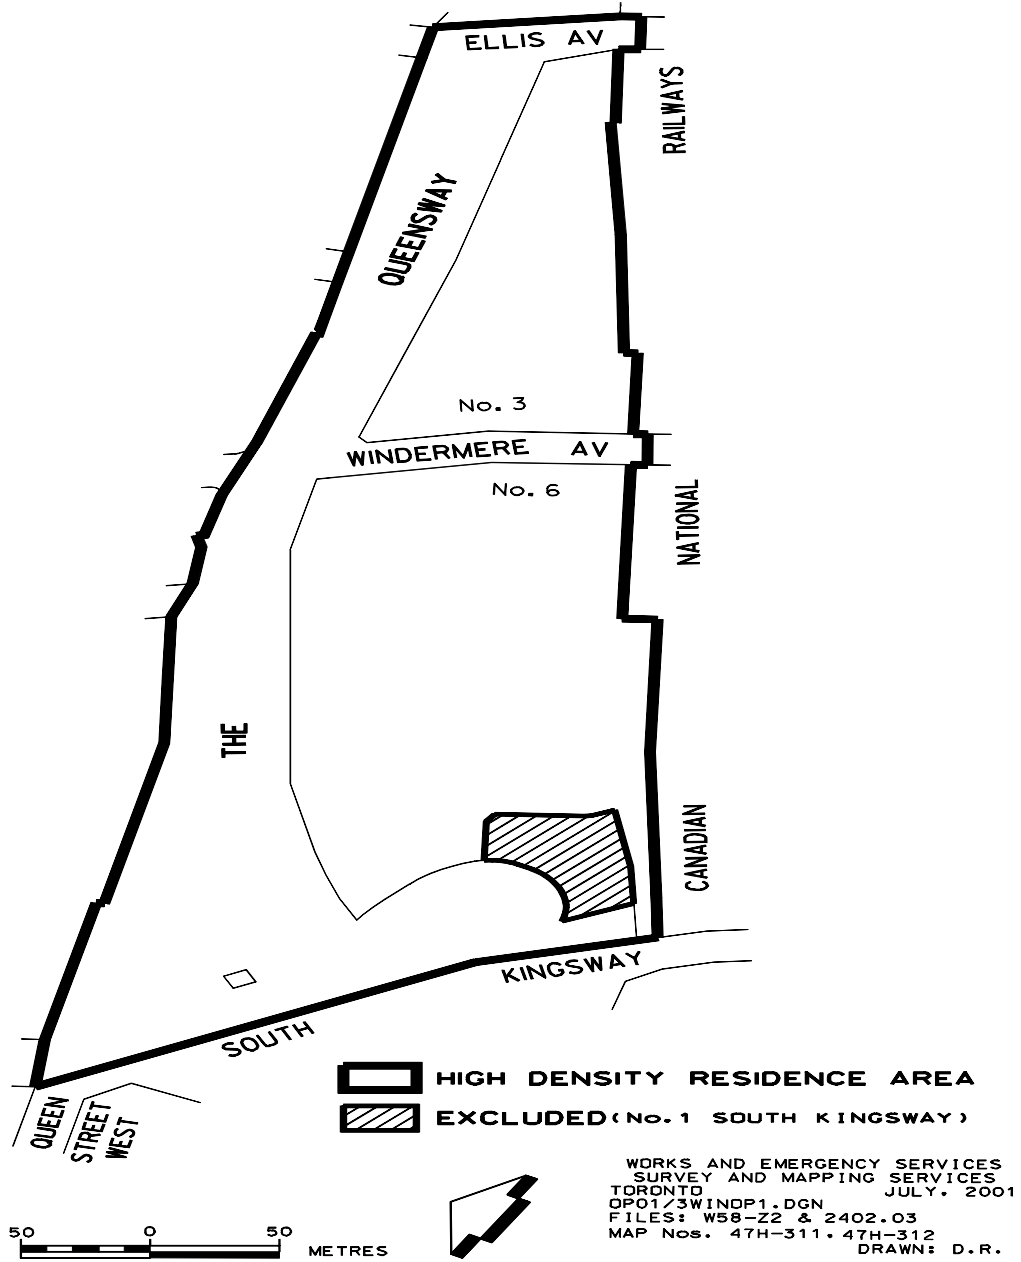 ELLIS AV
RAILWAYS
QUEENSWAY
No. 3
WINDERMERE AV
No. 6
NATIONAL
THE
CANADIAN
KINGSWAY
SOUTH
HIGH DENSITY RESIDENCE AREA
EXCLUDED (No. 1 SOUTH KINGSWAY)
QUEEN
STREET
WEST
WORKS AND EMERGENCY SERVICES
SURVEY AND MAPPING SERVICES
TORONTO JULY. 2001
OP01/3WINOP1.DGN
FILES: W58-Z2 & 2402.03
MAP Nos. 47H-311. 47H-312
DRAWN: D.R.
50 0 50
METRES